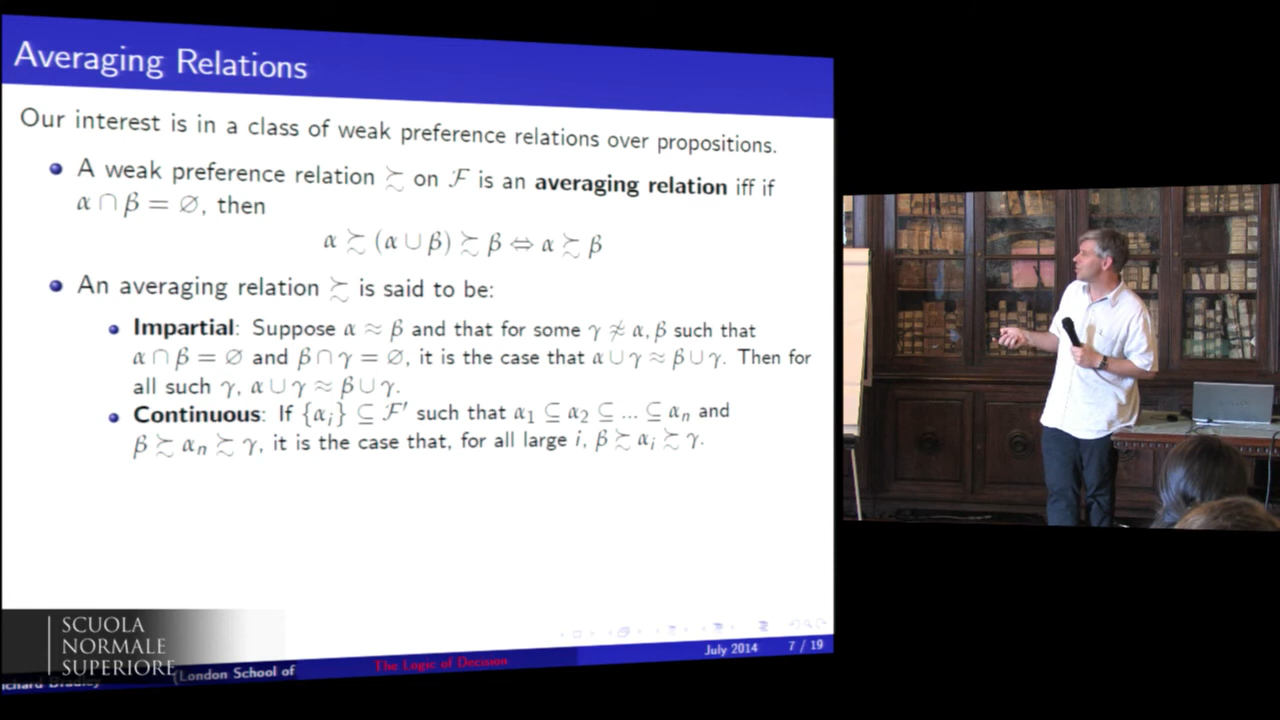 Averaging Relations
Our interest is in a class of weak preference relations over propositions.
A weak preference relation ≿ on ℱ is an averaging relation iff if
α ∩ β = ∅, then
α ≿ (α ∪ β) ≿ β ⇔ α ≿ β
An averaging relation ≿ is said to be:
Impartial: Suppose α ≈ β and that for some γ ≉ α, β such that
α ∩ β = ∅ and β ∩ γ = ∅, it is the case that α ∪ γ ≈ β ∪ γ. Then for
all such γ, α ∪ γ ≈ β ∪ γ.
Continuous: If {αᵢ} ⊆ ℱ′ such that α₁ ⊆ α₂ ⊆ ... ⊆ αₙ and
β ≿ αₙ ≿ γ, it is the case that, for all large i, β ≿ αᵢ ≿ γ.
SCUOLA
NORMALE
SUPERIORE
ichard Bradley (London School of The Logic of Decision July 2014 7 / 19